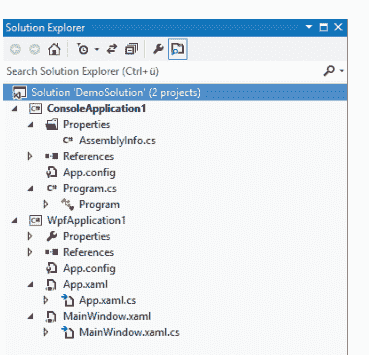 Solution Explorer
Search Solution Explorer (Ctrl+ü)
Solution 'DemoSolution' (2 projects)
C# ConsoleApplication1
Properties
C# AssemblyInfo.cs
References
App.config
C# Program.cs
Program
C# WpfApplication1
Properties
References
App.config
App.xaml
App.xaml.cs
MainWindow.xaml
MainWindow.xaml.cs